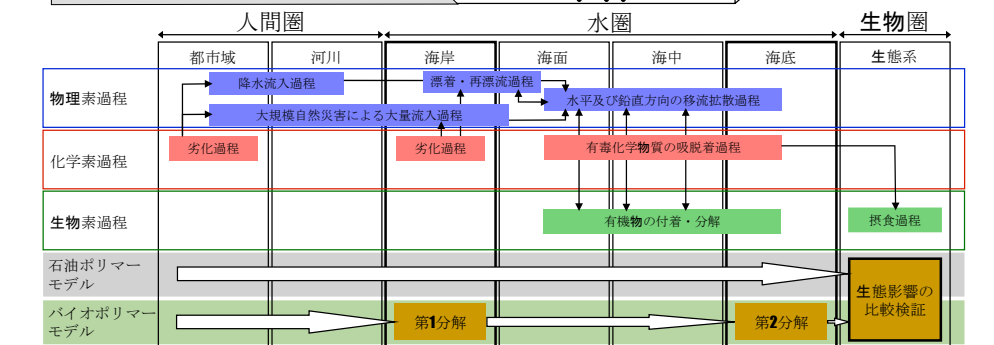 人間圏
水圏
生物圏
都市域
河川
海岸
海面
海中
海底
生態系
物理素過程
降水流入過程
漂着・再漂流過程
水平及び鉛直方向の移流拡散過程
大規模自然災害による大量流入過程
化学素過程
劣化過程
劣化過程
有毒化学物質の吸脱着過程
生物素過程
有機物の付着・分解
摂食過程
石油ポリマー
モデル
生態影響の
比較検証
バイオポリマー
モデル
第1分解
第2分解